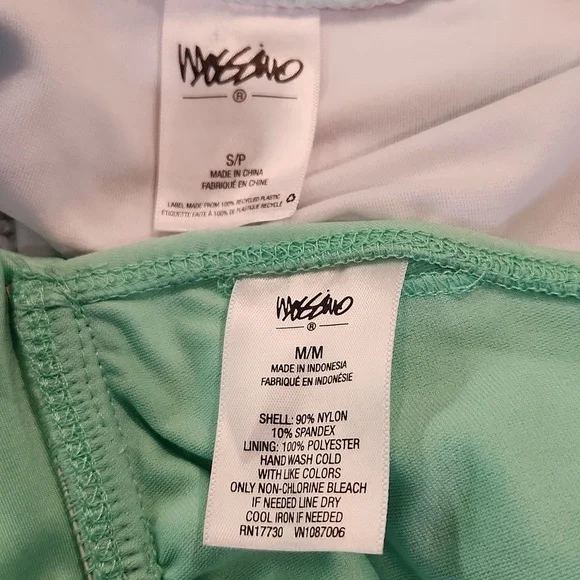 mossimo
®
S/P
MADE IN CHINA
FABRIQUÉ EN CHINE
LABEL MADE FROM 100% RECYCLED PLASTIC
ETIQUETTE FAITE À 100% DE PLASTIQUE RECYCLÉ
mossimo
®
M/M
MADE IN INDONESIA
FABRIQUÉ EN INDONÉSIE
SHELL: 90% NYLON
10% SPANDEX
LINING: 100% POLYESTER
HAND WASH COLD
WITH LIKE COLORS
ONLY NON-CHLORINE BLEACH
IF NEEDED LINE DRY
COOL IRON IF NEEDED
RN17730 VN1087006